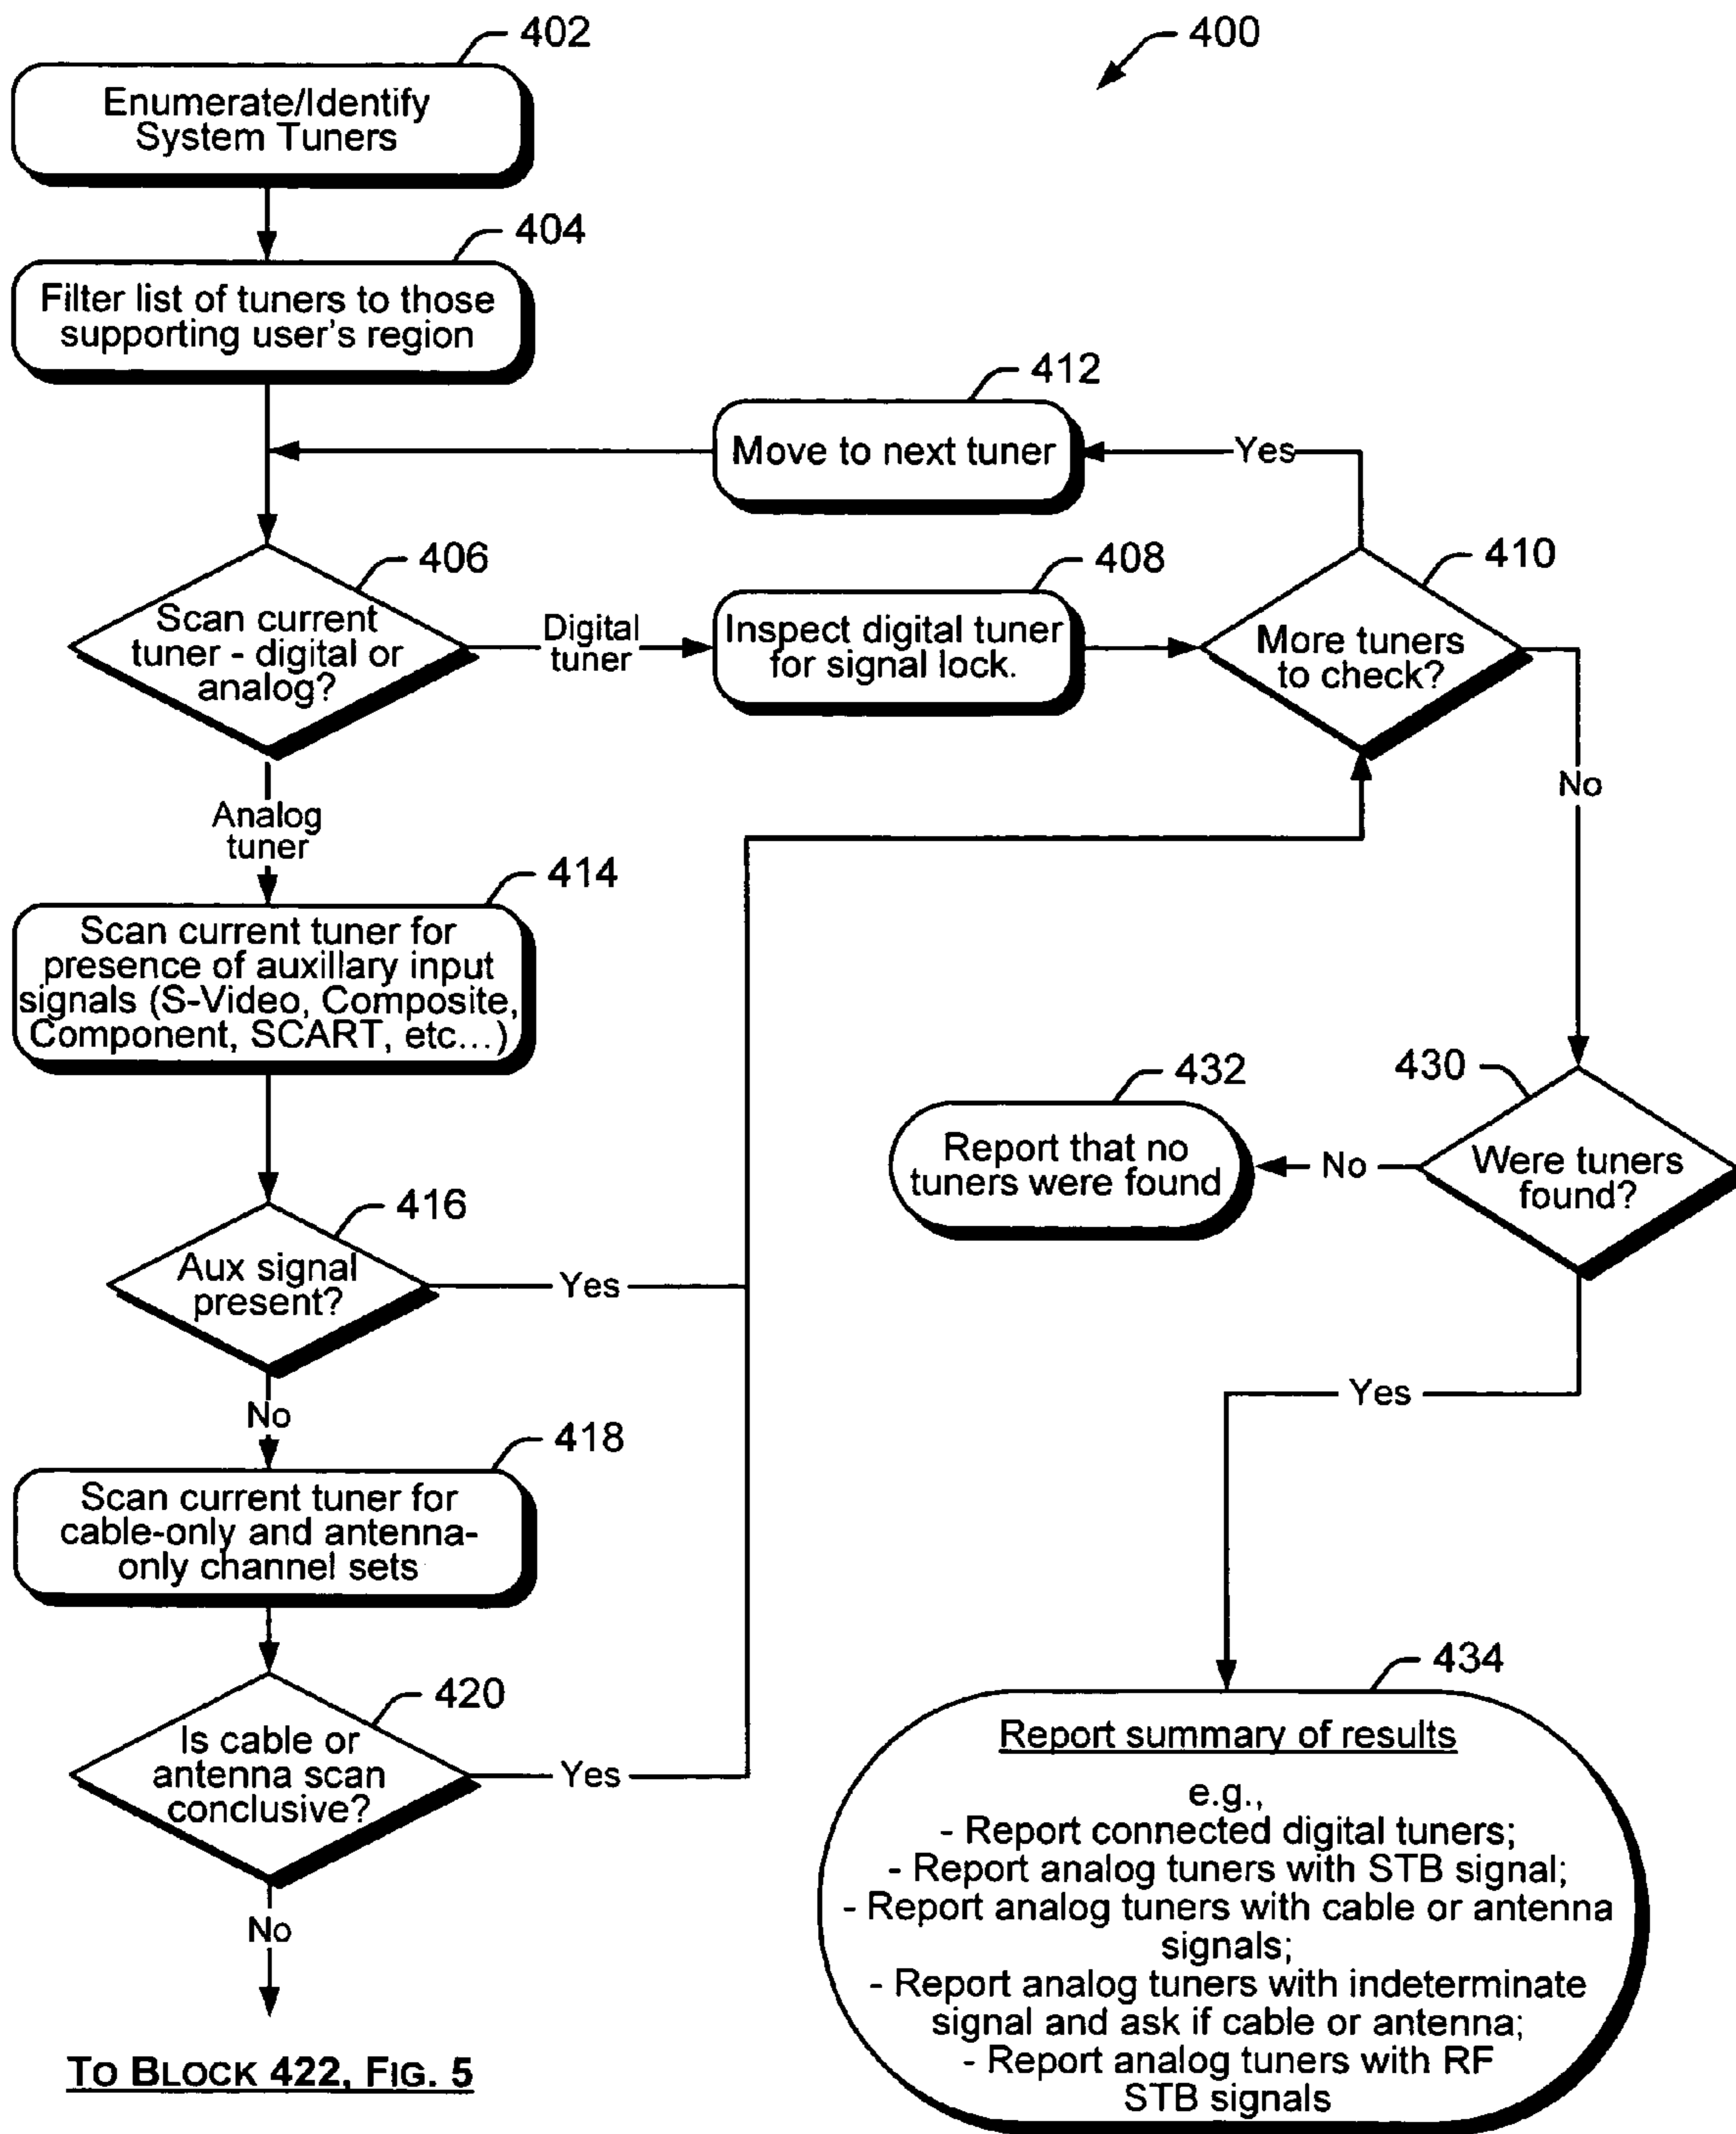 402
400
Enumerate/Identify
System Tuners
404
Filter list of tuners to those
supporting user's region
412
Move to next tuner
Yes
406
Scan current
tuner - digital or
analog?
Digital
tuner
408
Inspect digital tuner
for signal lock.
410
More tuners
to check?
No
Analog
tuner
414
Scan current tuner for
presence of auxillary input
signals (S-Video, Composite,
Component, SCART, etc...)
432
Report that no
tuners were found
No
430
Were tuners
found?
416
Aux signal
present?
Yes
Yes
No
418
Scan current tuner for
cable-only and antenna-
only channel sets
420
Is cable or
antenna scan
conclusive?
Yes
No
TO BLOCK 422, FIG. 5
434
Report summary of results
e.g.,
- Report connected digital tuners;
- Report analog tuners with STB signal;
- Report analog tuners with cable or antenna
signals;
- Report analog tuners with indeterminate
signal and ask if cable or antenna;
- Report analog tuners with RF
STB signals